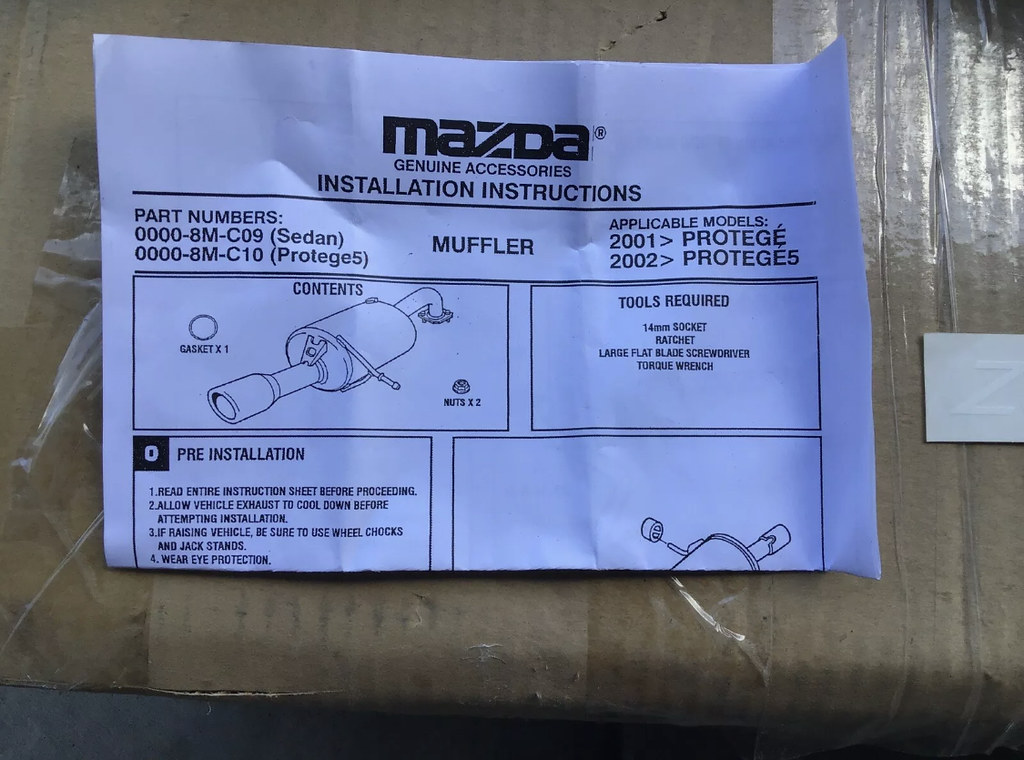 mazda®
GENUINE ACCESSORIES
INSTALLATION INSTRUCTIONS
PART NUMBERS:
0000-8M-C09 (Sedan)
0000-8M-C10 (Protege5)
MUFFLER
APPLICABLE MODELS:
2001> PROTEGÉ
2002> PROTEGÉ5
CONTENTS
GASKET X 1
NUTS X 2
TOOLS REQUIRED
14mm SOCKET
RATCHET
LARGE FLAT BLADE SCREWDRIVER
TORQUE WRENCH
0 PRE INSTALLATION
1.READ ENTIRE INSTRUCTION SHEET BEFORE PROCEEDING.
2.ALLOW VEHICLE EXHAUST TO COOL DOWN BEFORE
ATTEMPTING INSTALLATION.
3.IF RAISING VEHICLE, BE SURE TO USE WHEEL CHOCKS
AND JACK STANDS.
4. WEAR EYE PROTECTION.